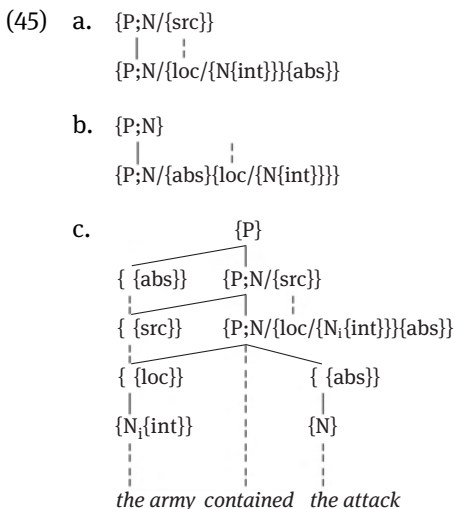 (45) a. {P;N/{src}}
{P;N/{loc/{N{int}}}{abs}}
b. {P;N}
{P;N/{abs}{loc/{N{int}}}}
c. {P}
{ {abs}} {P;N/{src}}
{ {src}} {P;N/{loc/{Nᵢ{int}}}{abs}}
{ {loc}} { {abs}}
{Nᵢ{int}} {N}
the army contained the attack